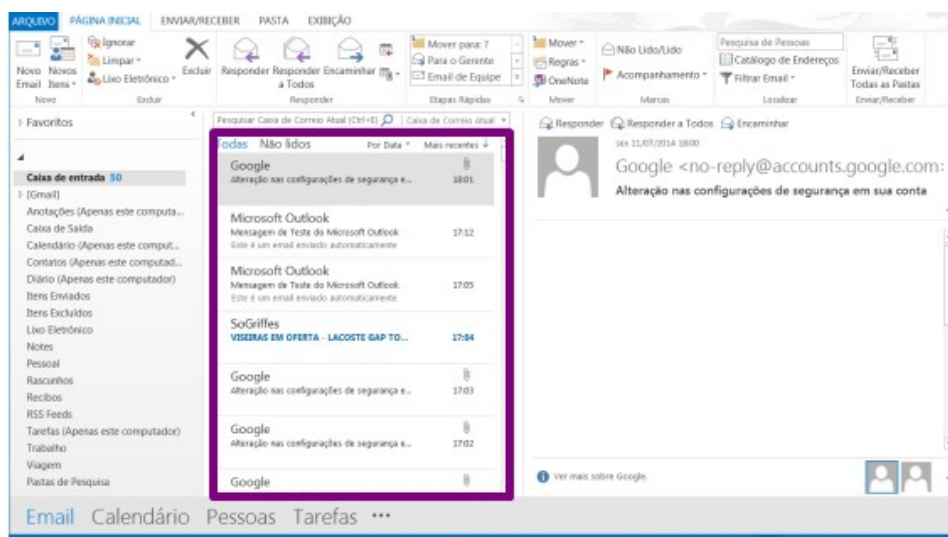 ARQUIVO PÁGINA INICIAL ENVIAR/RECEBER PASTA EXIBIÇÃO
Novo Email
Novos Itens
Ignorar
Limpar
Lixo Eletrônico
Excluir
Responder
Responder a Todos
Encaminhar
Mover para: ?
Para o Gerente
Email de Equipe
Mover
Regras
OneNote
Não Lido/Lido
Acompanhamento
Pesquisa de Pessoas
Catálogo de Endereços
Filtrar Email
Enviar/Receber Todas as Pastas
Novo Excluir Responder Etapas Rápidas Mover Marcas Localizar Enviar/Receber
Favoritos
Caixa de entrada 50
[Gmail]
Anotações (Apenas este computa...
Caixa de Saída
Calendário (Apenas este comput...
Contatos (Apenas este computad...
Diário (Apenas este computador)
Itens Enviados
Itens Excluídos
Lixo Eletrônico
Notes
Pessoal
Rascunhos
Recibos
RSS Feeds
Tarefas (Apenas este computador)
Trabalho
Viagem
Pastas de Pesquisa
Pesquisar Caixa de Correio Atual (Ctrl+E) Caixa de Correio Atual
Todas Não lidos Por Data Mais recentes
Google
Alteração nas configurações de segurança e... 18:01
Microsoft Outlook
Mensagem de Teste do Microsoft Outlook 17:12
Este é um email enviado automaticamente
Microsoft Outlook
Mensagem de Teste do Microsoft Outlook 17:05
Este é um email enviado automaticamente
SoGriffes
VISEIRAS EM OFERTA - LACOSTE GAP TO... 17:04
Google
Alteração nas configurações de segurança e... 17:03
Google
Alteração nas configurações de segurança e... 17:02
Google
Responder Responder a Todos Encaminhar
sex 11/07/2014 18:00
Google <no-reply@accounts.google.com>
Alteração nas configurações de segurança em sua conta
Ver mais sobre Google.
Email Calendário Pessoas Tarefas •••